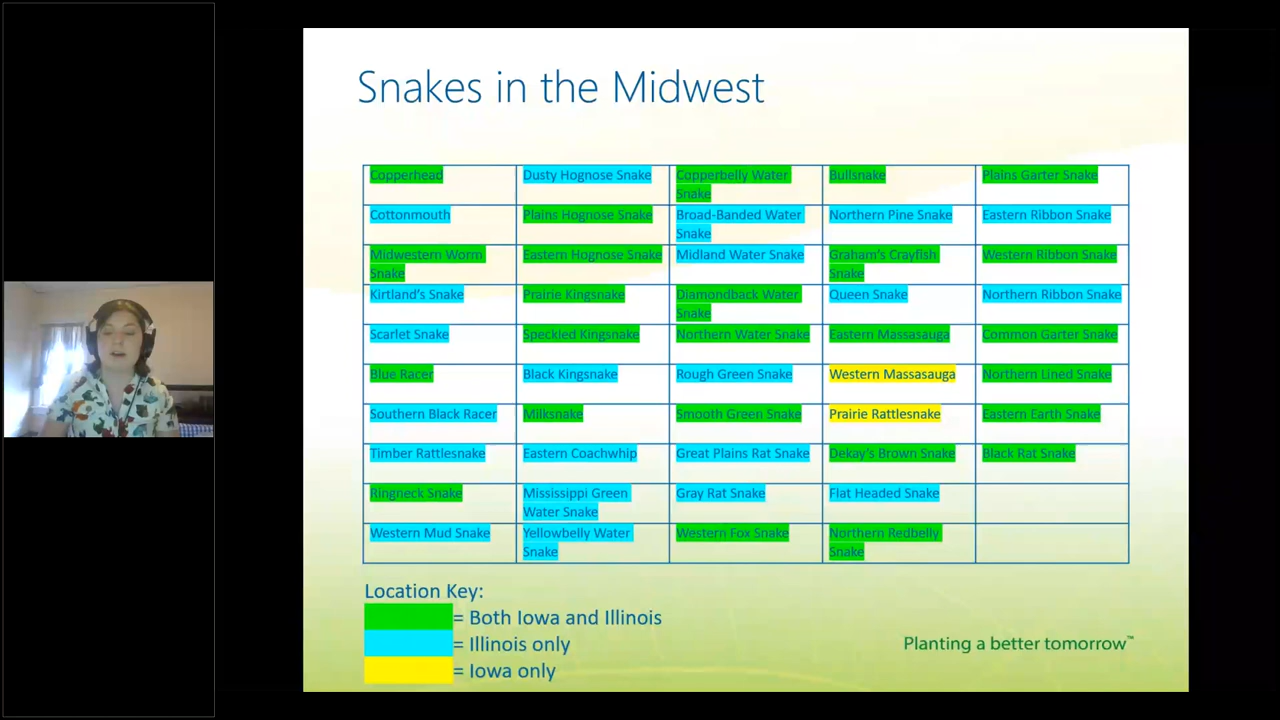 Snakes in the Midwest
Copperhead
Dusty Hognose Snake
Copperbelly Water
Snake
Bullsnake
Plains Garter Snake
Cottonmouth
Plains Hognose Snake
Broad-Banded Water
Snake
Northern Pine Snake
Eastern Ribbon Snake
Midwestern Worm
Snake
Eastern Hognose Snake
Midland Water Snake
Graham's Crayfish
Snake
Western Ribbon Snake
Kirtland's Snake
Prairie Kingsnake
Diamondback Water
Snake
Queen Snake
Northern Ribbon Snake
Scarlet Snake
Speckled Kingsnake
Northern Water Snake
Eastern Massasauga
Common Garter Snake
Blue Racer
Black Kingsnake
Rough Green Snake
Western Massasauga
Northern Lined Snake
Southern Black Racer
Milksnake
Smooth Green Snake
Prairie Rattlesnake
Eastern Earth Snake
Timber Rattlesnake
Eastern Coachwhip
Great Plains Rat Snake
Dekay's Brown Snake
Black Rat Snake
Ringneck Snake
Mississippi Green
Water Snake
Gray Rat Snake
Flat Headed Snake
Western Mud Snake
Yellowbelly Water
Snake
Western Fox Snake
Northern Redbelly
Snake
Location Key:
= Both Iowa and Illinois
= Illinois only
= Iowa only
Planting a better tomorrow™